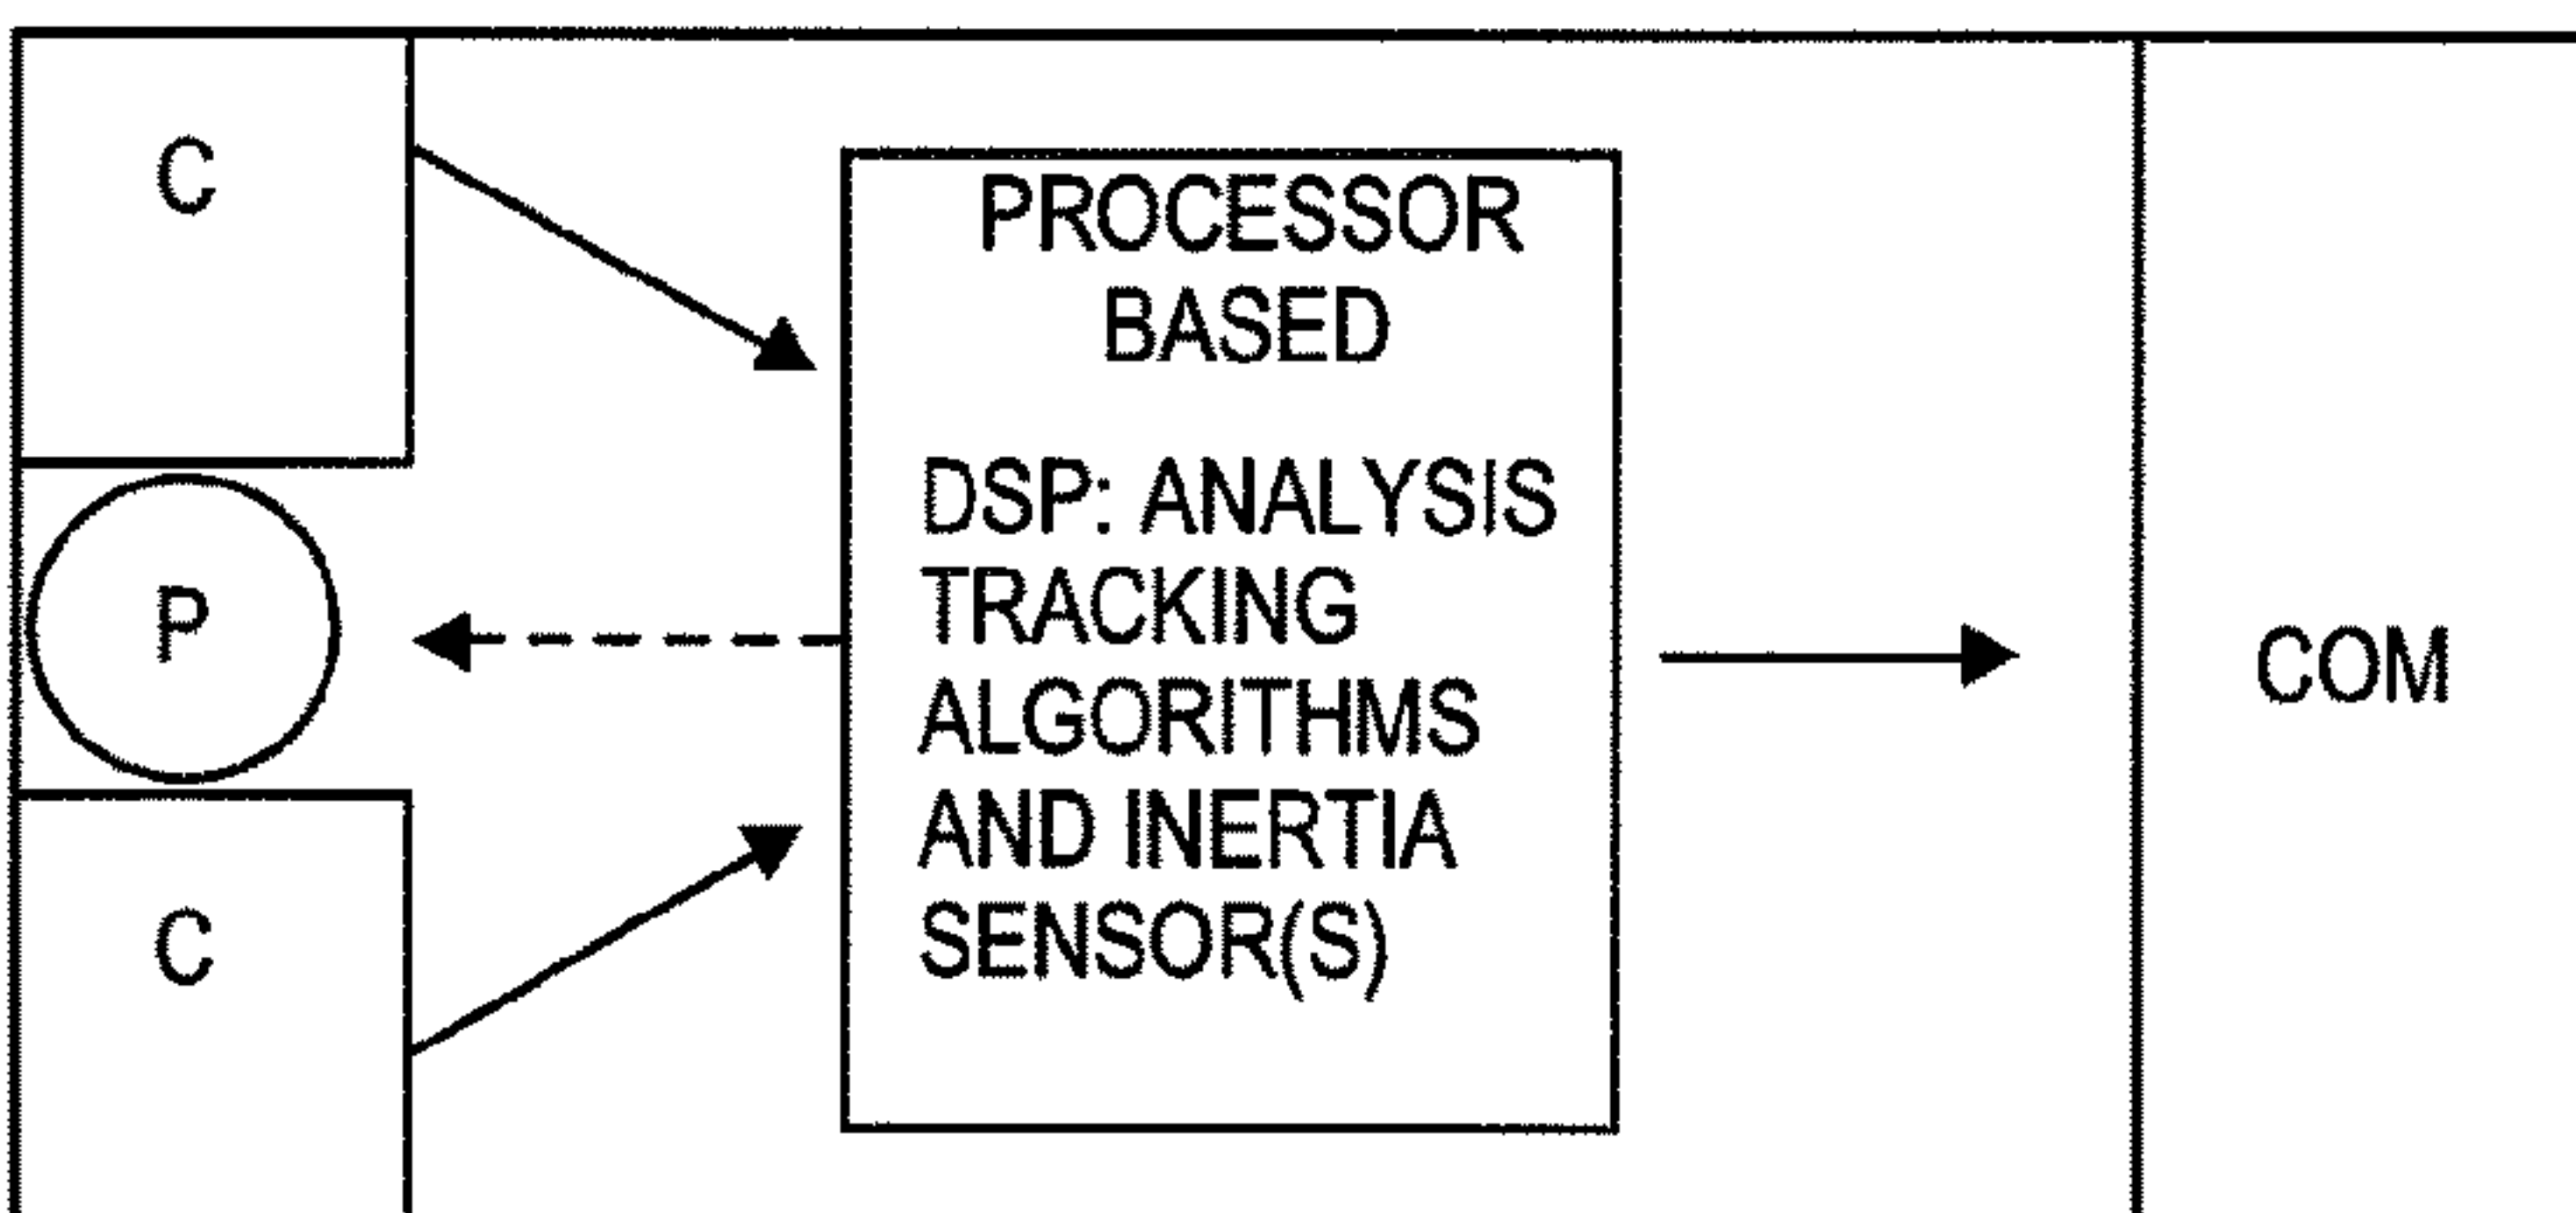 C
PROCESSOR
BASED
DSP: ANALYSIS
TRACKING
ALGORITHMS
AND INERTIA
SENSOR(S)
P
COM
C